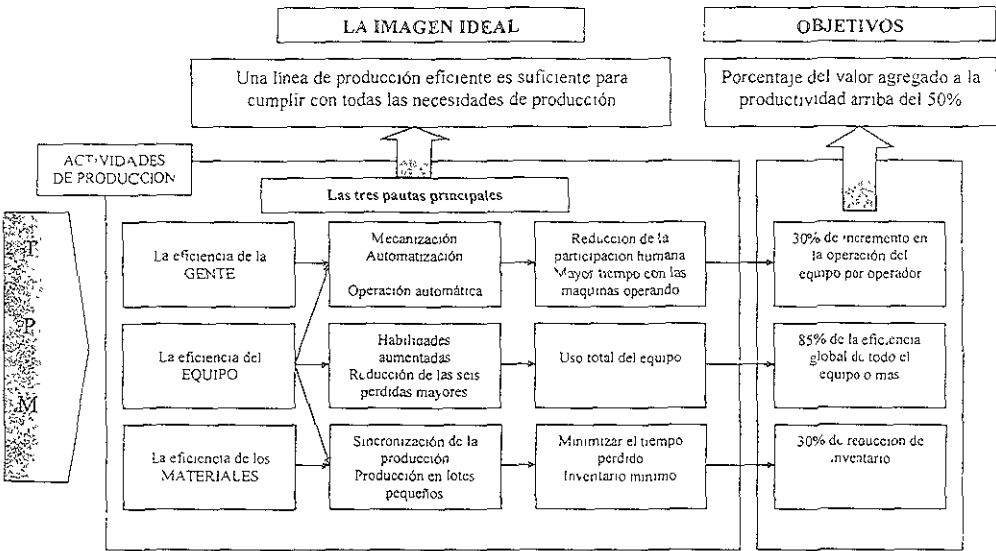 LA IMAGEN IDEAL
OBJETIVOS
Una línea de producción eficiente es suficiente para
cumplir con todas las necesidades de producción
Porcentaje del valor agregado a la
productividad arriba del 50%
ACTIVIDADES
DE PRODUCCION
Las tres pautas principales
T
P
M
La eficiencia de la
GENTE
Mecanización
Automatización
Operación automática
Reduccion de la
participacion humana
Mayor tiempo con las
maquinas operando
30% de incremento en
la operación del
equipo por operador
La eficiencia del
EQUIPO
Habilidades
aumentadas
Reducción de las seis
perdidas mayores
Uso total del equipo
85% de la eficiencia
global de todo el
equipo o mas
La eficiencia de los
MATERIALES
Sincronización de la
producción
Producción en lotes
pequeños
Minimizar el tiempo
perdido
Inventario minimo
30% de reduccion de
inventario